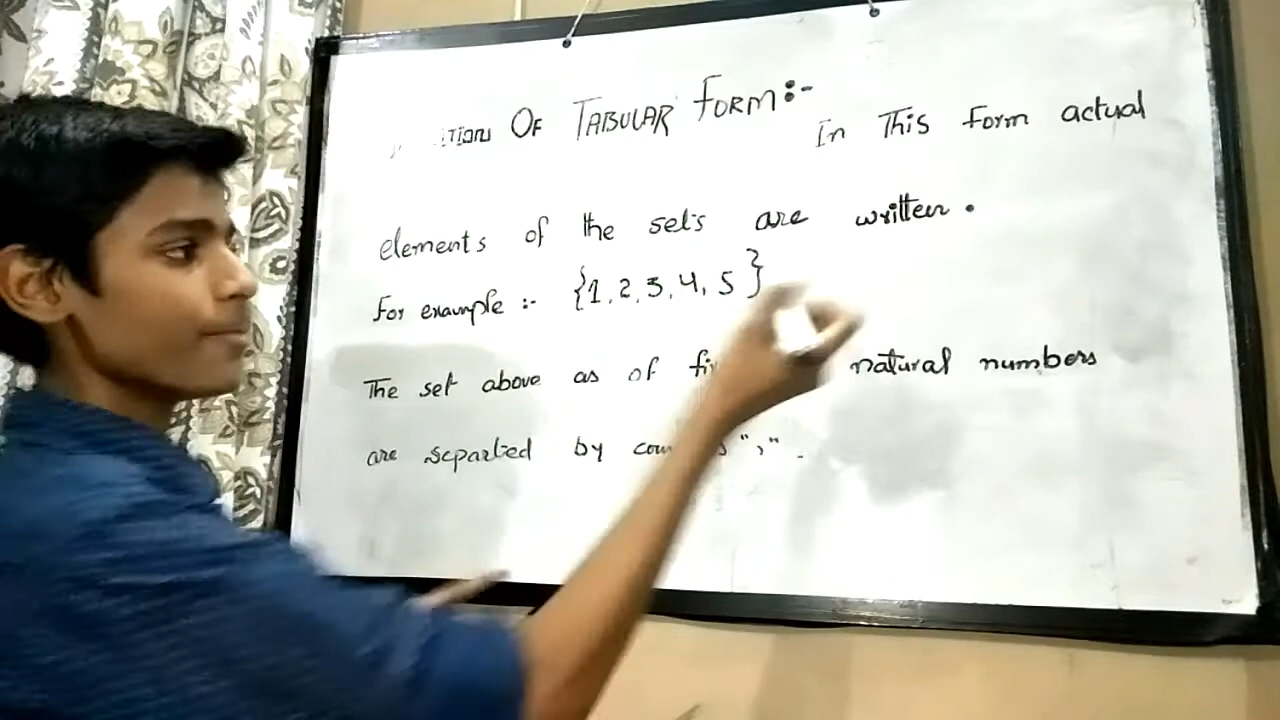 OF TABULAR FORM:- In This form actual
elements of the sets are written.
For example :- {1, 2, 3, 4, 5}
The set above as of natural numbers
are separted by ",".